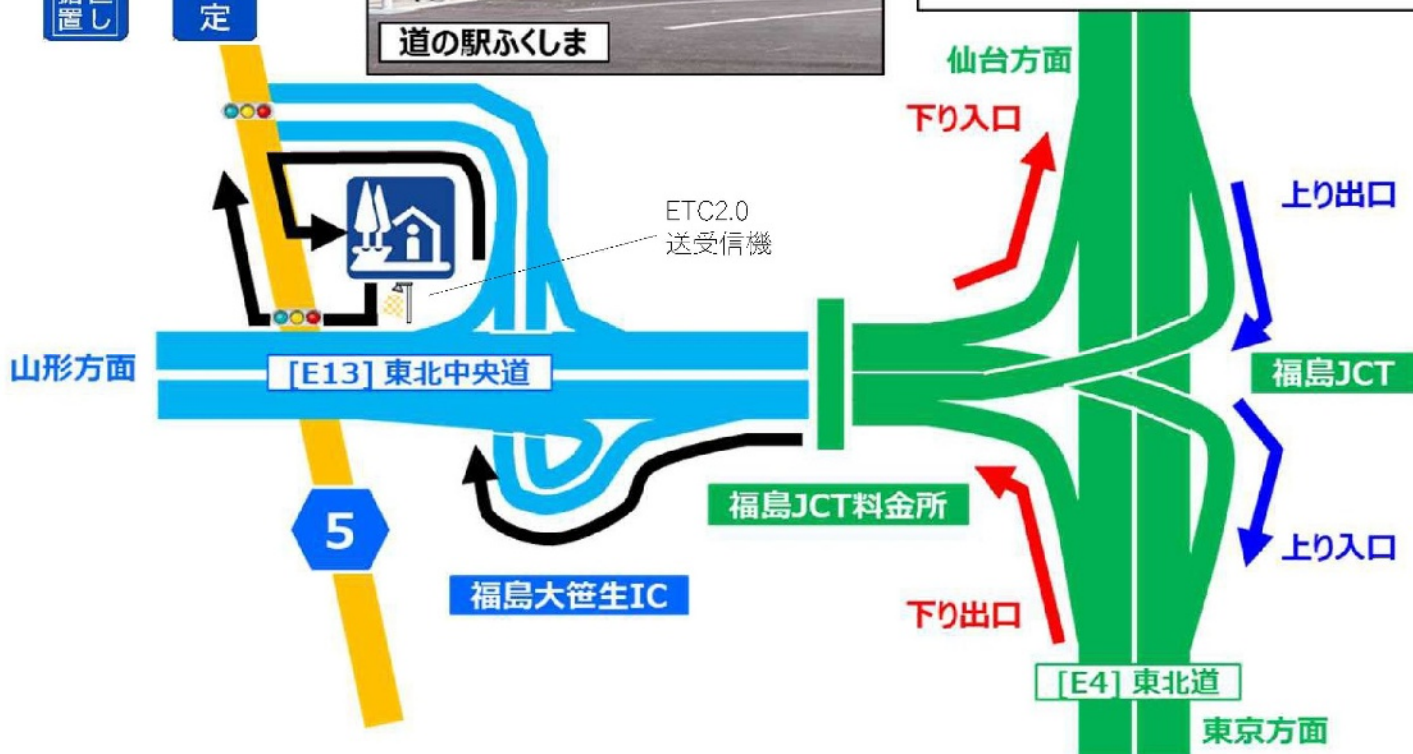 置し
定
道の駅ふくしま
仙台方面
下り入口
上り出口
ETC2.0
送受信機
山形方面
[E13] 東北中央道
福島JCT
福島JCT料金所
5
上り入口
福島大笹生IC
下り出口
[E4] 東北道
東京方面